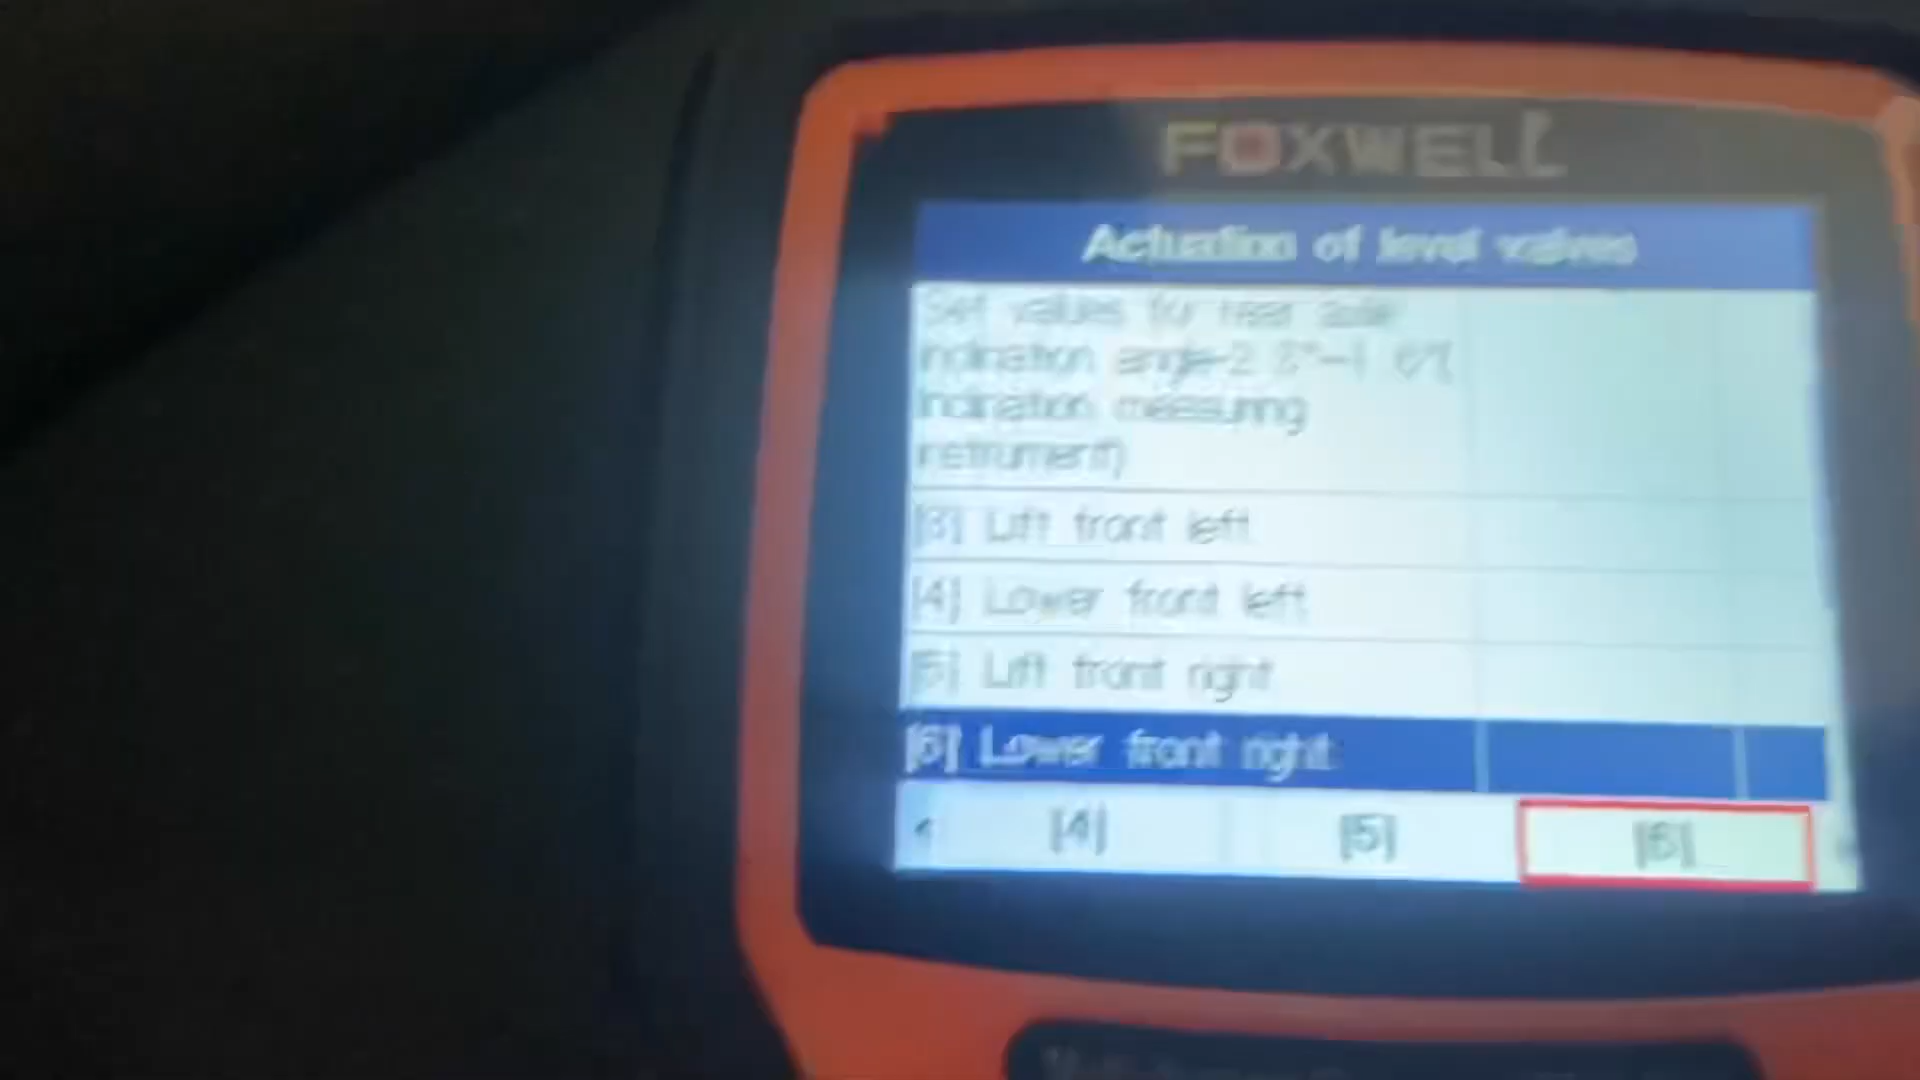 FOXWELL
Actuation of level valves
Set values for rear axle
inclination angle-2
inclination measuring
instrument)
[3] Lift front left
[4] Lower front left
[5] Lift front right
[6] Lower front right
[4] [5] [6]